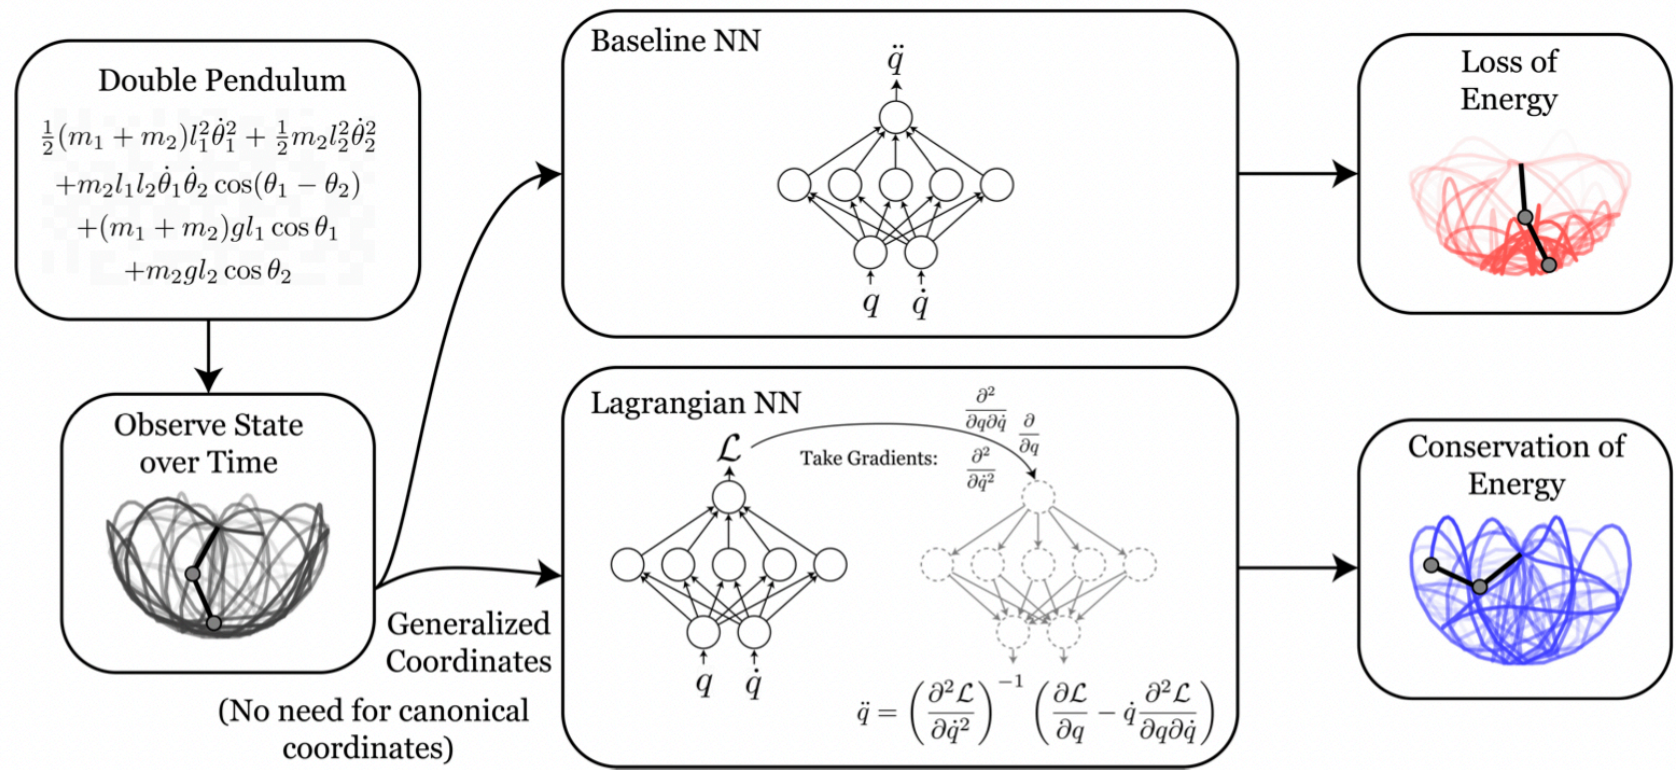 Double Pendulum
½(m₁ + m₂)l₁²θ̇₁² + ½m₂l₂²θ̇₂²
+m₂l₁l₂θ̇₁θ̇₂ cos(θ₁ − θ₂)
+(m₁ + m₂)gl₁ cos θ₁
+m₂gl₂ cos θ₂
Observe State
over Time
Generalized
Coordinates
(No need for canonical
coordinates)
Baseline NN
q̈
q q̇
Loss of
Energy
Lagrangian NN
ℒ
Take Gradients:
∂²/∂q∂q̇ ∂/∂q
∂²/∂q̇²
q q̇
q̈ = (∂²ℒ/∂q̇²)⁻¹ (∂ℒ/∂q − q̇ ∂²ℒ/∂q∂q̇)
Conservation of
Energy